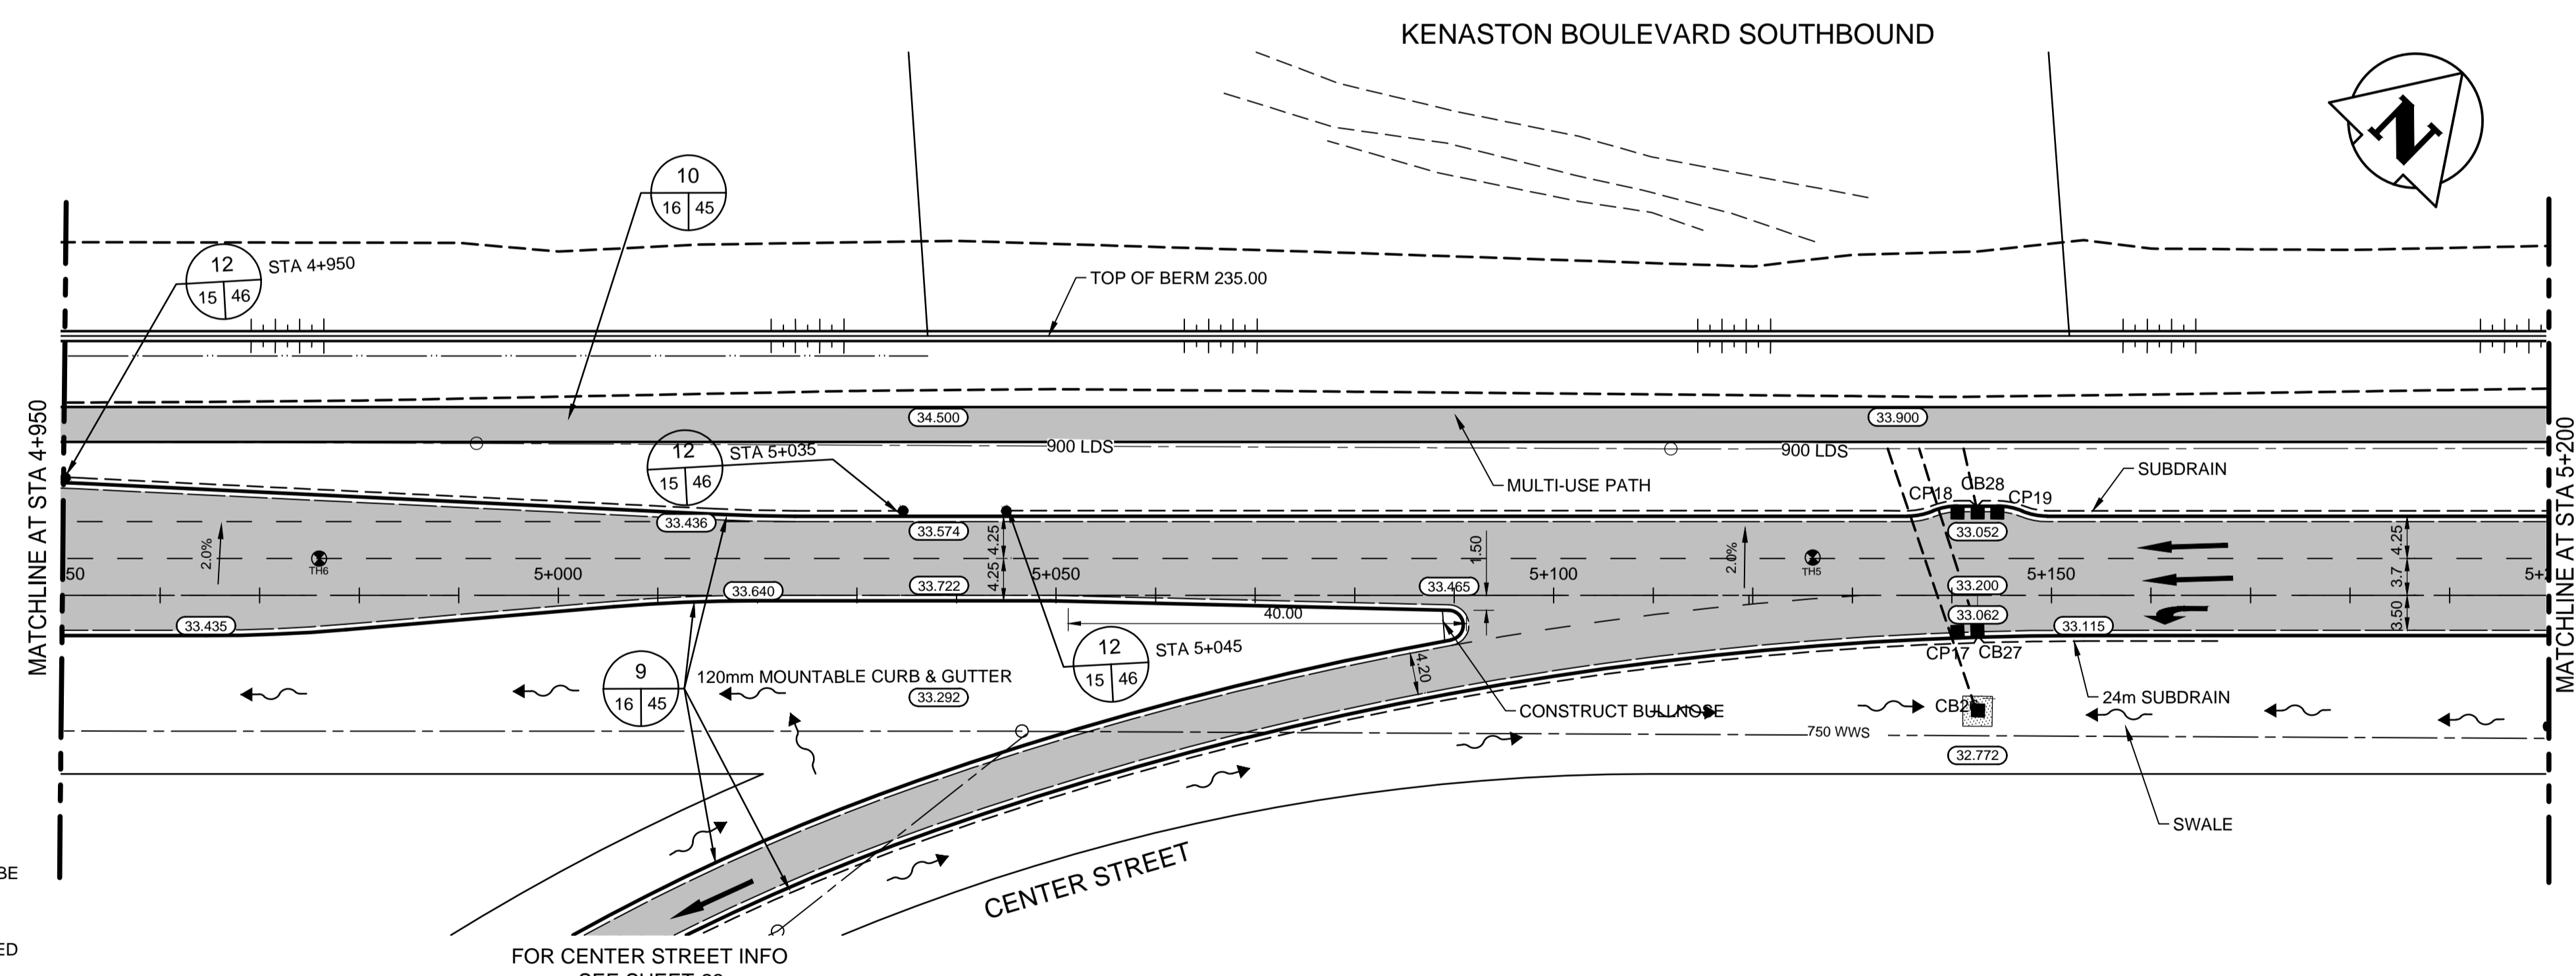 KENASTON BOULEVARD SOUTHBOUND
N
10
16 45
12 STA 4+950
15 46
TOP OF BERM 235.00
MATCHLINE AT STA 4+950
MATCHLINE AT STA 5+200
34.500
33.900
12 STA 5+035
15 46
900 LDS
900 LDS
MULTI-USE PATH
SUBDRAIN
CP18 CB28 CP19
33.436
33.574
33.052
2.0%
4.25
4.25
1.50
2.0%
4.25
3.7
3.50
TH6
TH5
50
5+000
5+050
5+100
5+150
33.640
33.722
33.465
33.200
33.435
40.00
33.062
33.115
12 STA 5+045
15 46
9
16 45
120mm MOUNTABLE CURB & GUTTER
33.292
4.20
CP17 CB27
24m SUBDRAIN
CONSTRUCT BULLNOSE
750 WWS
32.772
SWALE
CENTER STREET
BE
ED
FOR CENTER STREET INFO